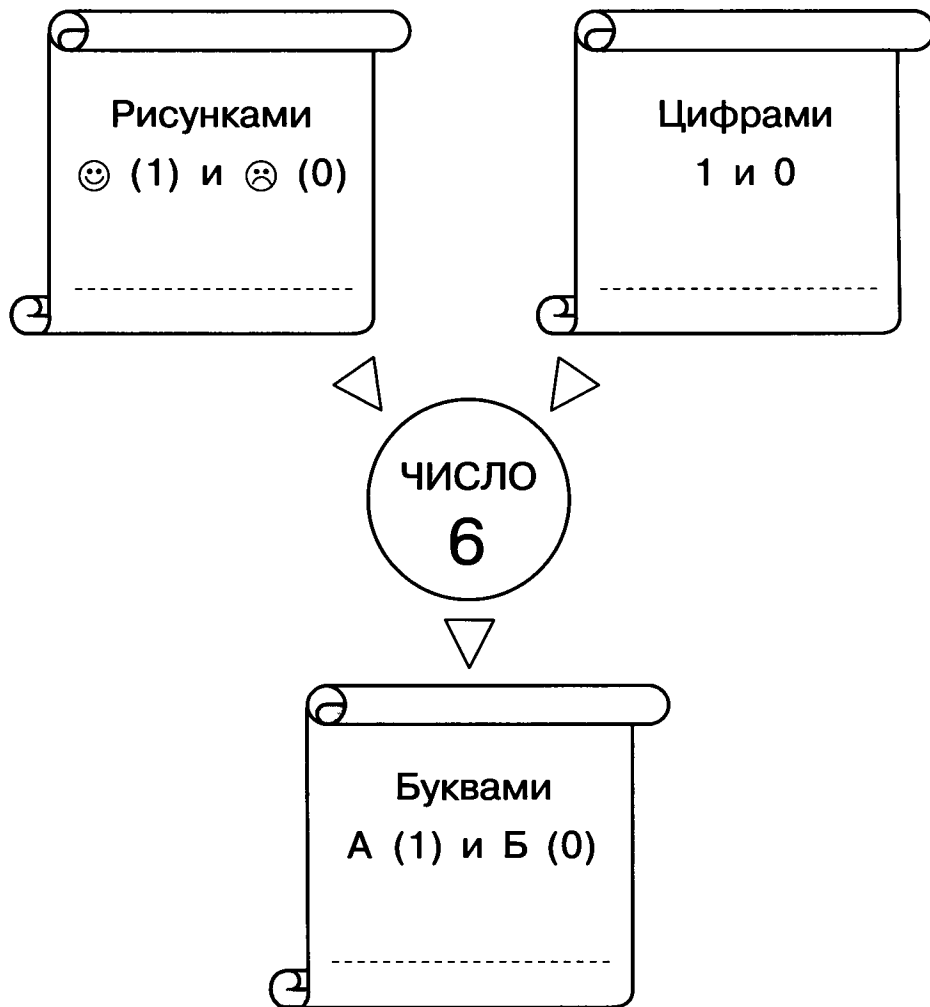 Рисунками
☺ (1) и ☹ (0)
Цифрами
1 и 0
ЧИСЛО
6
Буквами
А (1) и Б (0)